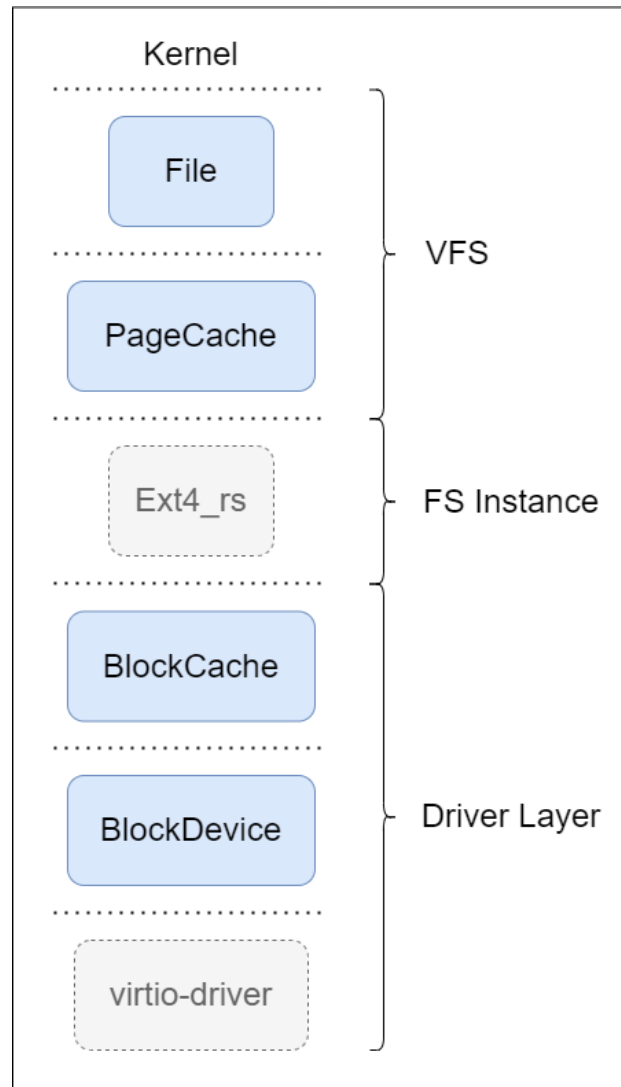 Kernel
File
VFS
PageCache
Ext4_rs
FS Instance
BlockCache
BlockDevice
Driver Layer
virtio-driver